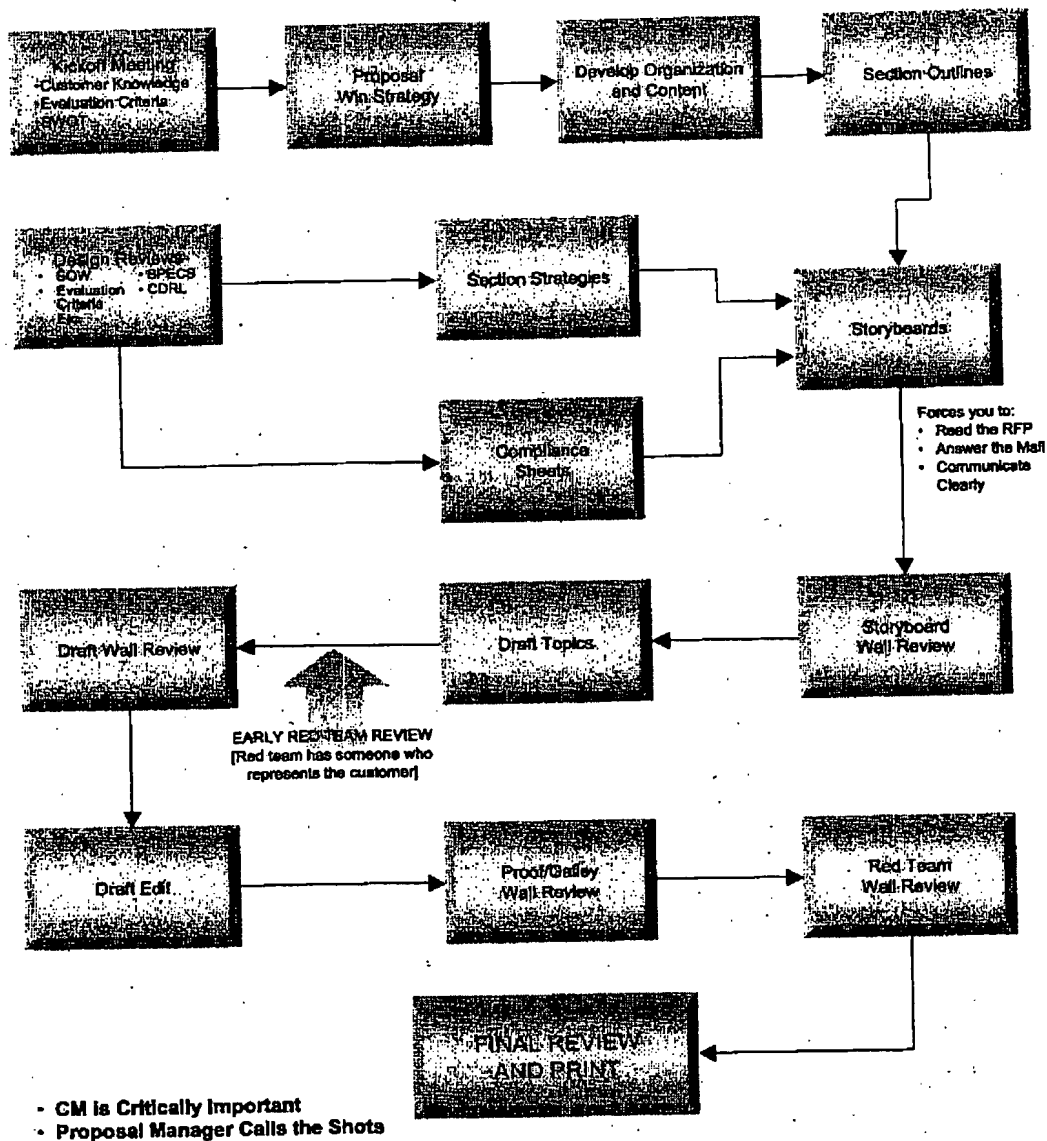 Kickoff Meeting
•Customer Knowledge
•Evaluation Criteria
•SWOT
Proposal
Win Strategy
Develop Organization
and Content
Section Outlines
Design Reviews
• SOW
• SPECS
• Evaluation
Criteria
• CDRL
• Etc.
Section Strategies
Storyboards
Compliance
Sheets
Forces you to:
• Read the RFP
• Answer the Mail
• Communicate
Clearly
Draft Wall Review
Draft Topics
Storyboard
Wall Review
EARLY RED TEAM REVIEW
[Red team has someone who
represents the customer]
Draft Edit
Proof/Galley
Wall Review
Red Team
Wall Review
FINAL REVIEW
AND PRINT
• CM is Critically Important
• Proposal Manager Calls the Shots